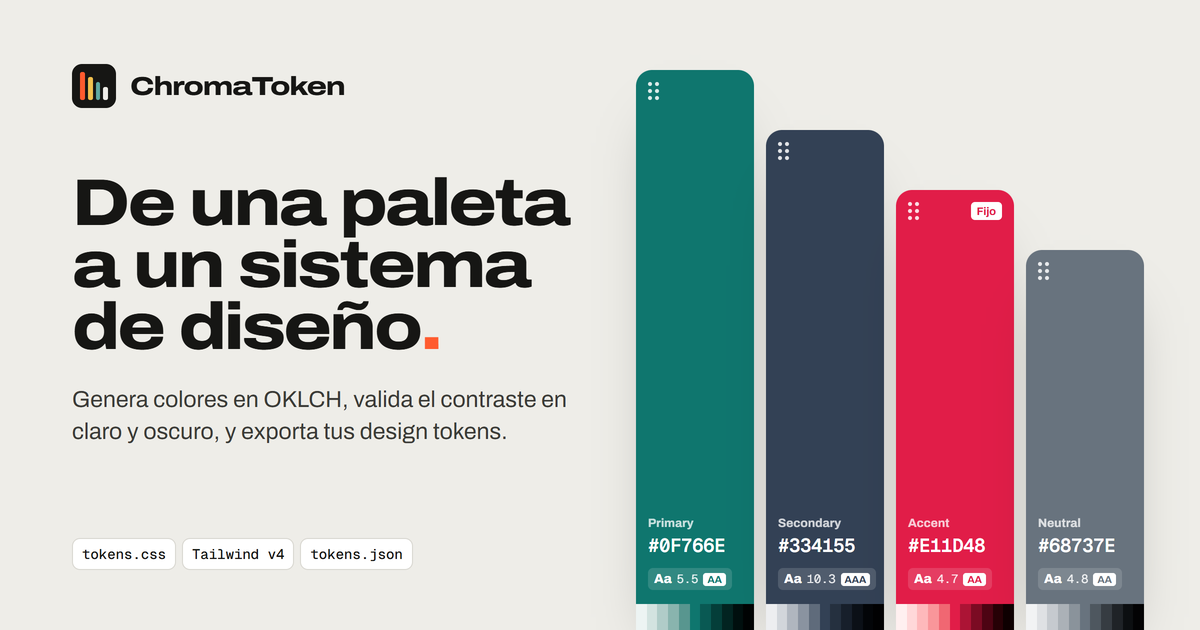 ChromaToken
De una paleta
a un sistema
de diseño.
Genera colores en OKLCH, valida el contraste en
claro y oscuro, y exporta tus design tokens.
tokens.css
Tailwind v4
tokens.json
Primary
#0F766E
Aa 5.5 AA
Secondary
#334155
Aa 10.3 AAA
Fijo
Accent
#E11D48
Aa 4.7 AA
Neutral
#68737E
Aa 4.8 AA